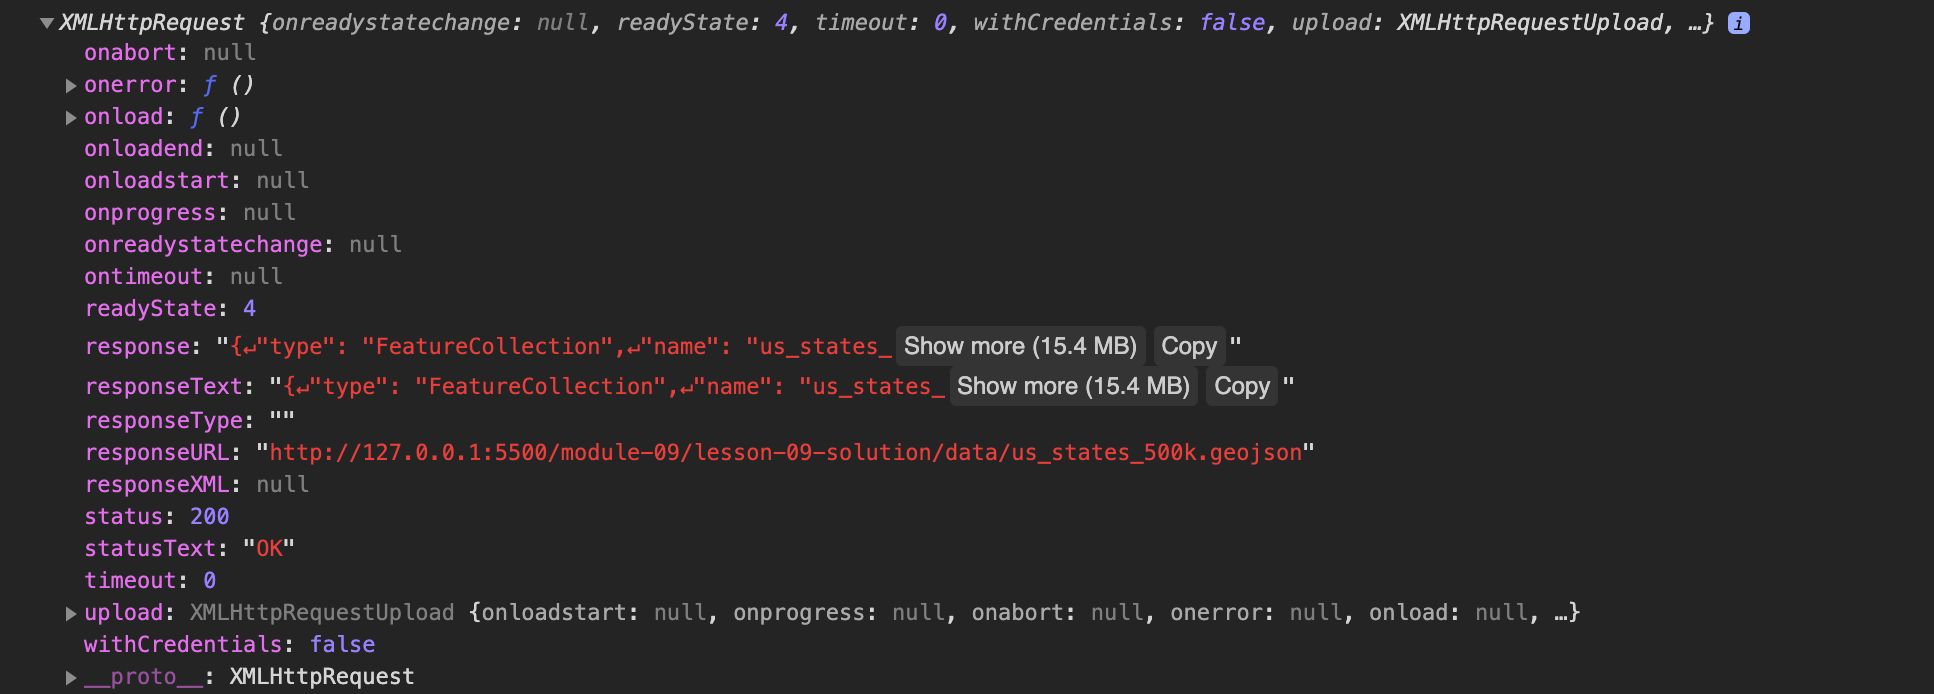 ▼XMLHttpRequest {onreadystatechange: null, readyState: 4, timeout: 0, withCredentials: false, upload: XMLHttpRequestUpload, …} i
onabort: null
▶onerror: ƒ ()
▶onload: ƒ ()
onloadend: null
onloadstart: null
onprogress: null
onreadystatechange: null
ontimeout: null
readyState: 4
response: "{↵"type": "FeatureCollection",↵"name": "us_states_ Show more (15.4 MB) Copy "
responseText: "{↵"type": "FeatureCollection",↵"name": "us_states_ Show more (15.4 MB) Copy "
responseType: ""
responseURL: "http://127.0.0.1:5500/module-09/lesson-09-solution/data/us_states_500k.geojson"
responseXML: null
status: 200
statusText: "OK"
timeout: 0
▶upload: XMLHttpRequestUpload {onloadstart: null, onprogress: null, onabort: null, onerror: null, onload: null, …}
withCredentials: false
▶__proto__: XMLHttpRequest